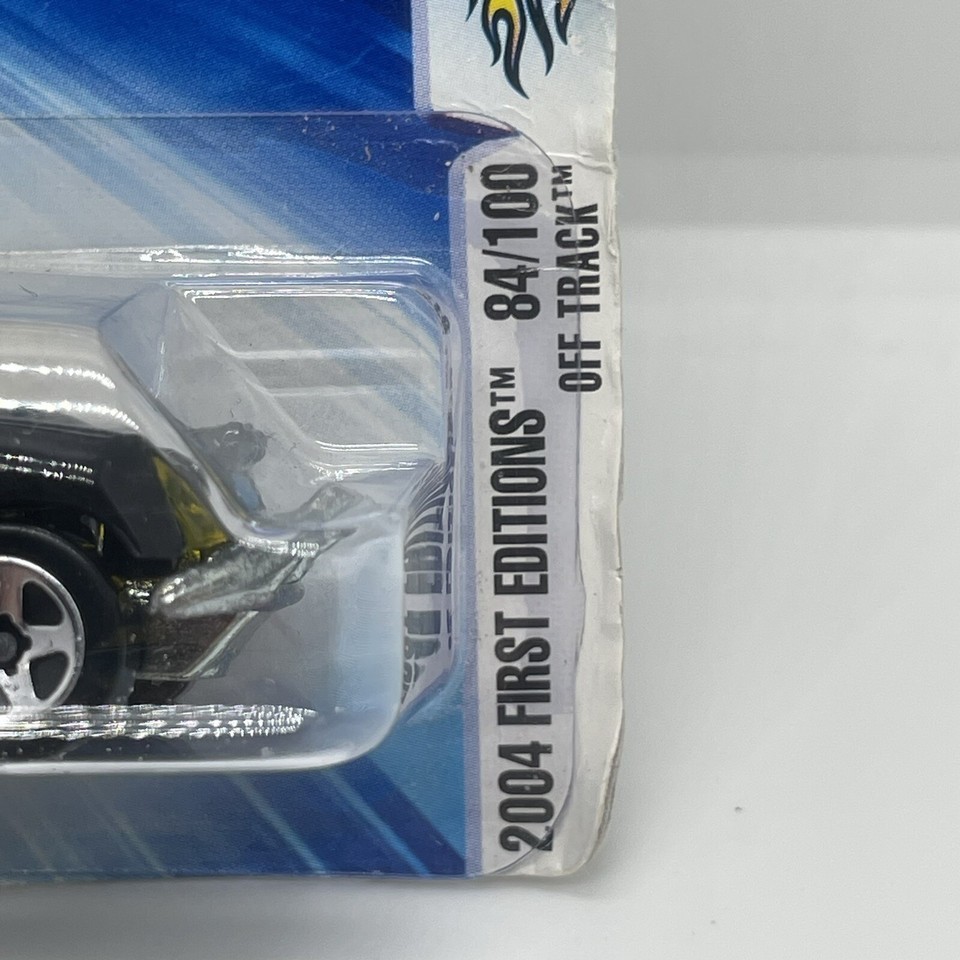 2004 FIRST EDITIONS™ 84/100
OFF TRACK™